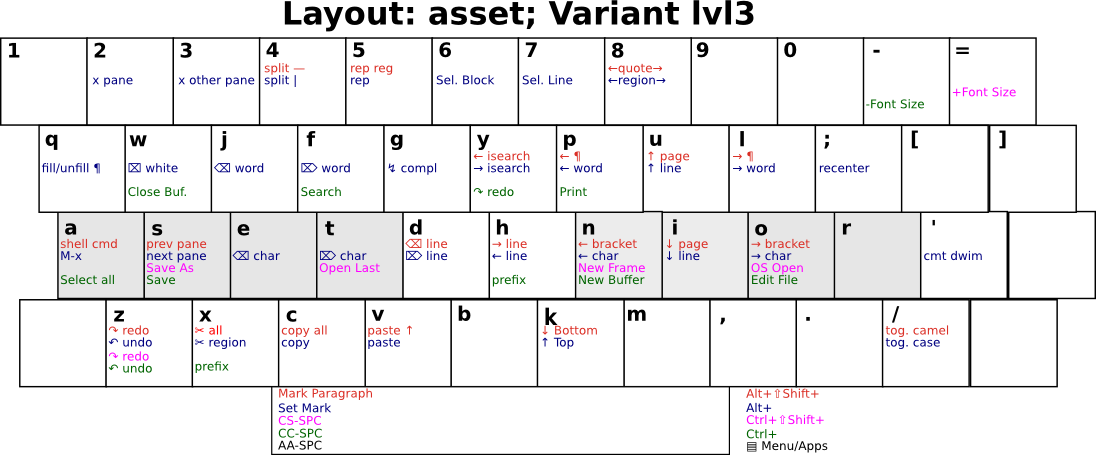 Layout: asset; Variant lvl3
1
2
x pane
3
x other pane
4
split —
split |
5
rep reg
rep
6
Sel. Block
7
Sel. Line
8
←quote→
←region→
9
0
-
-Font Size
=
+Font Size
q
fill/unfill ¶
w
⌧ white
Close Buf.
j
⌫ word
f
⌦ word
Search
g
↯ compl
y
← isearch
→ isearch
↷ redo
p
← ¶
← word
Print
u
↑ page
↑ line
l
→ ¶
→ word
;
recenter
[
]
a
shell cmd
M-x
Select all
s
prev pane
next pane
Save As
Save
e
⌫ char
t
⌦ char
Open Last
d
⌫ line
⌦ line
h
→ line
← line
prefix
n
← bracket
← char
New Frame
New Buffer
i
↓ page
↓ line
o
→ bracket
→ char
OS Open
Edit File
r
'
cmt dwim
z
↷ redo
↶ undo
↷ redo
↶ undo
x
✂ all
✂ region
prefix
c
copy all
copy
v
paste ↑
paste
b
k
↓ Bottom
↑ Top
m
,
.
/
tog. camel
tog. case
Mark Paragraph
Set Mark
CS-SPC
CC-SPC
AA-SPC
Alt+⇧Shift+
Alt+
Ctrl+⇧Shift+
Ctrl+
▤ Menu/Apps